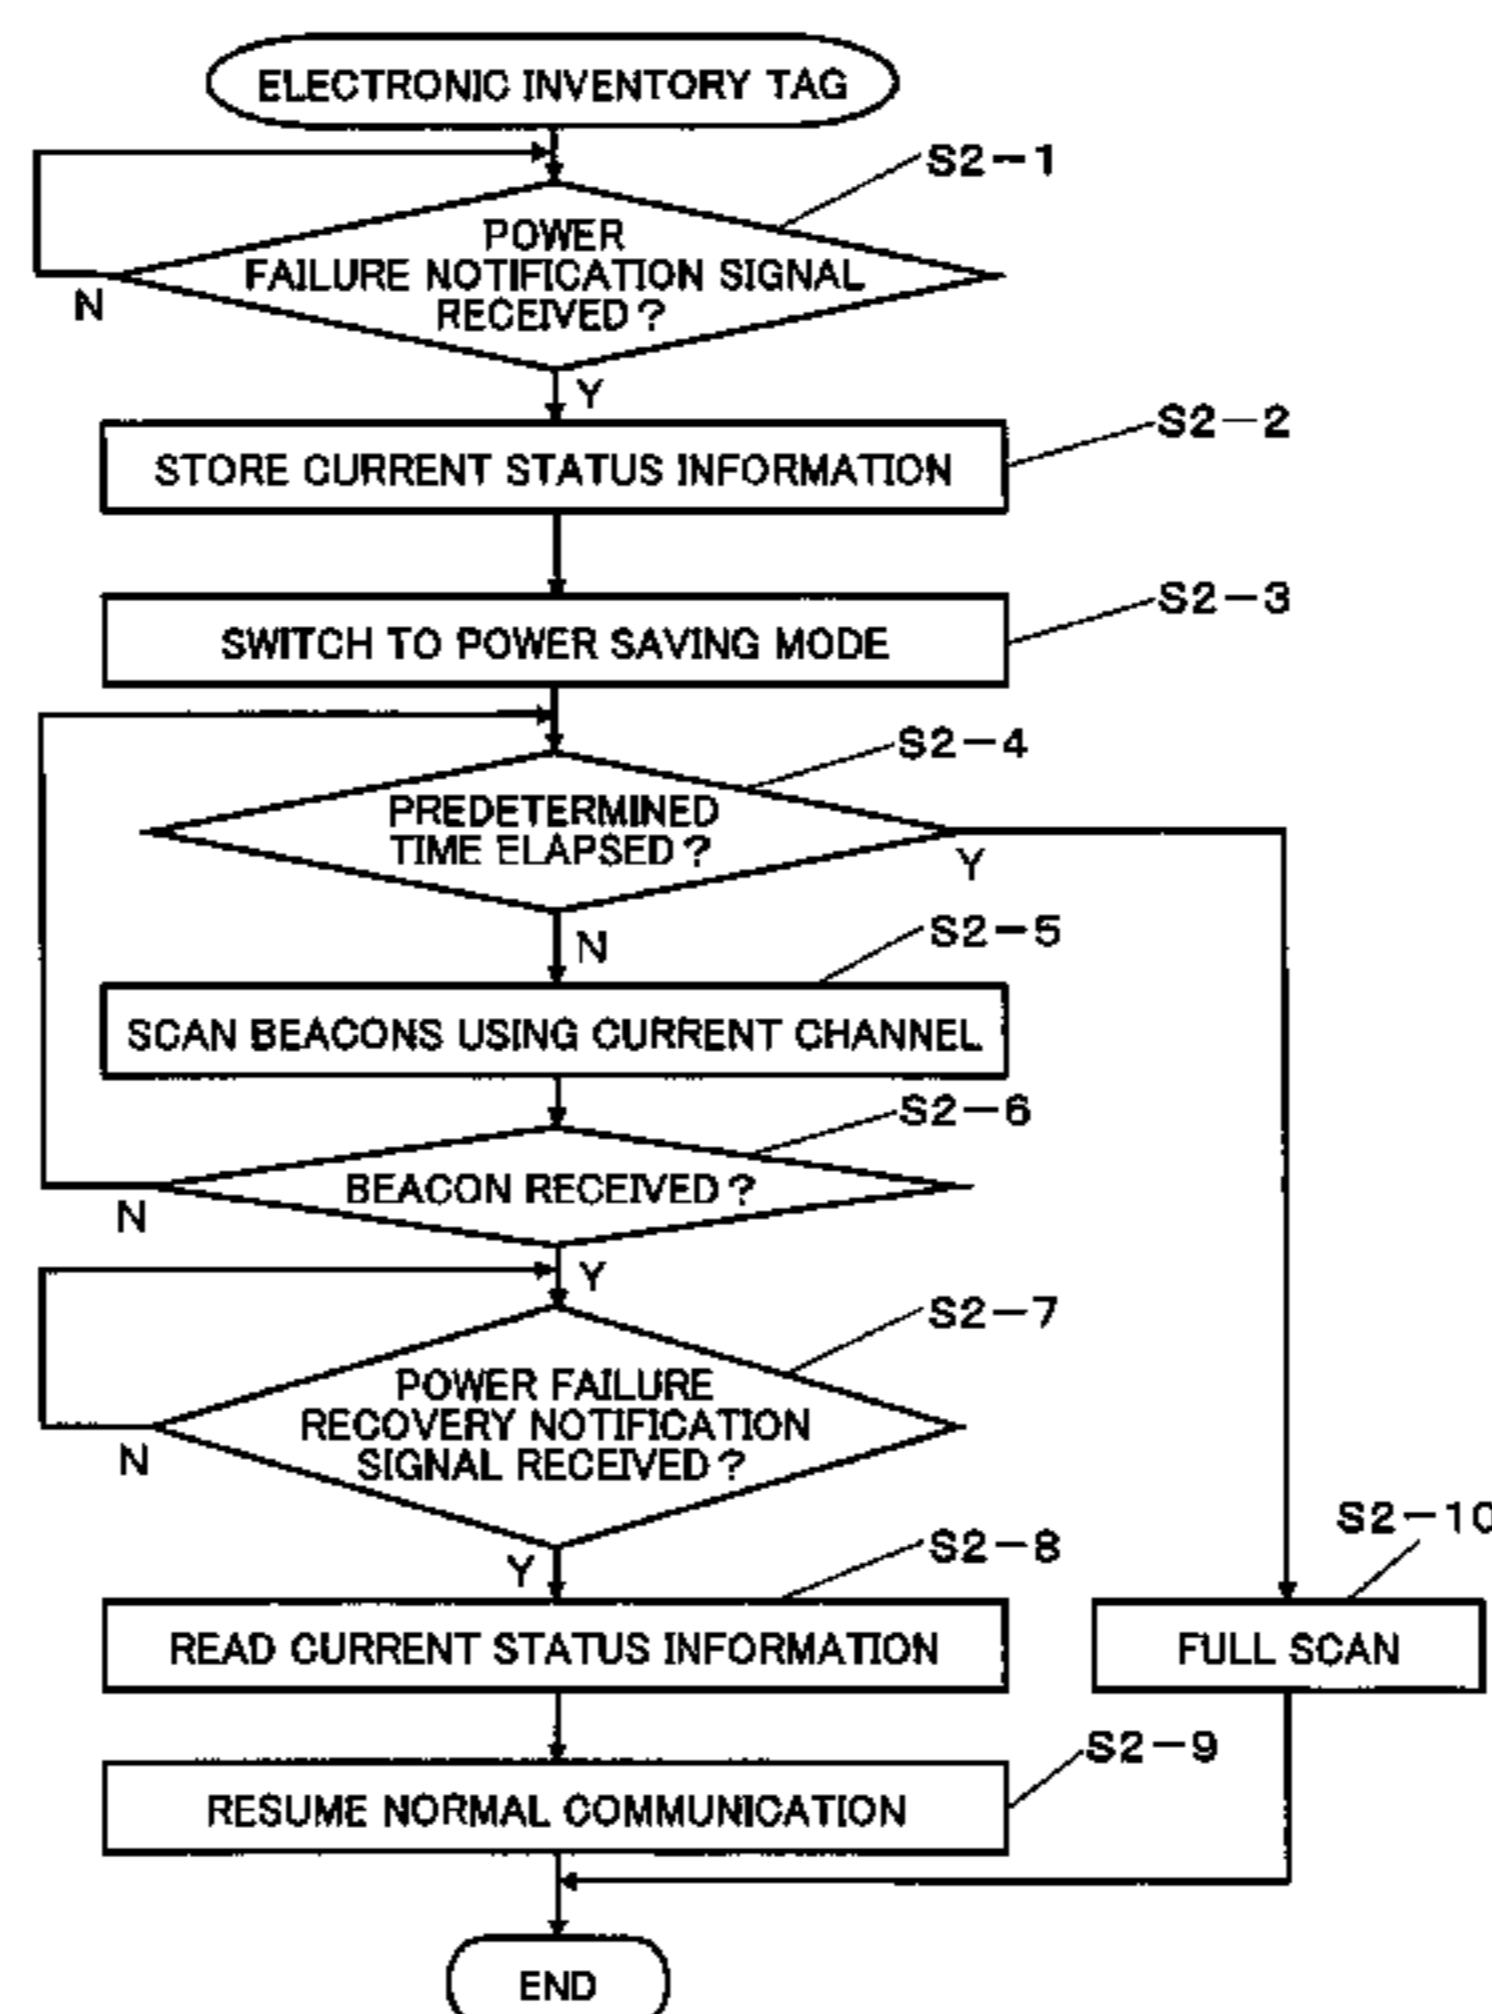 ELECTRONIC INVENTORY TAG
S2-1
POWER
FAILURE NOTIFICATION SIGNAL
RECEIVED?
N
Y
S2-2
STORE CURRENT STATUS INFORMATION
S2-3
SWITCH TO POWER SAVING MODE
S2-4
PREDETERMINED
TIME ELAPSED?
Y
N
S2-5
SCAN BEACONS USING CURRENT CHANNEL
S2-6
BEACON RECEIVED?
N
Y
S2-7
POWER FAILURE
RECOVERY NOTIFICATION
SIGNAL RECEIVED?
N
Y
S2-8
S2-10
READ CURRENT STATUS INFORMATION
FULL SCAN
S2-9
RESUME NORMAL COMMUNICATION
END